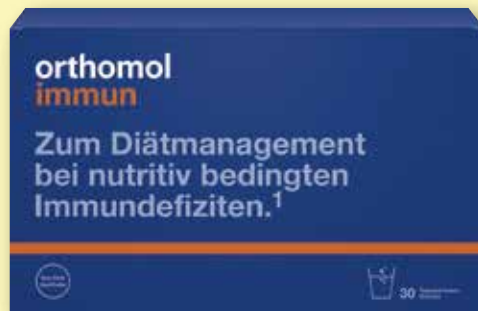 orthomol
immun
Zum Diätmanagement
bei nutritiv bedingten
Immundefiziten.¹
30